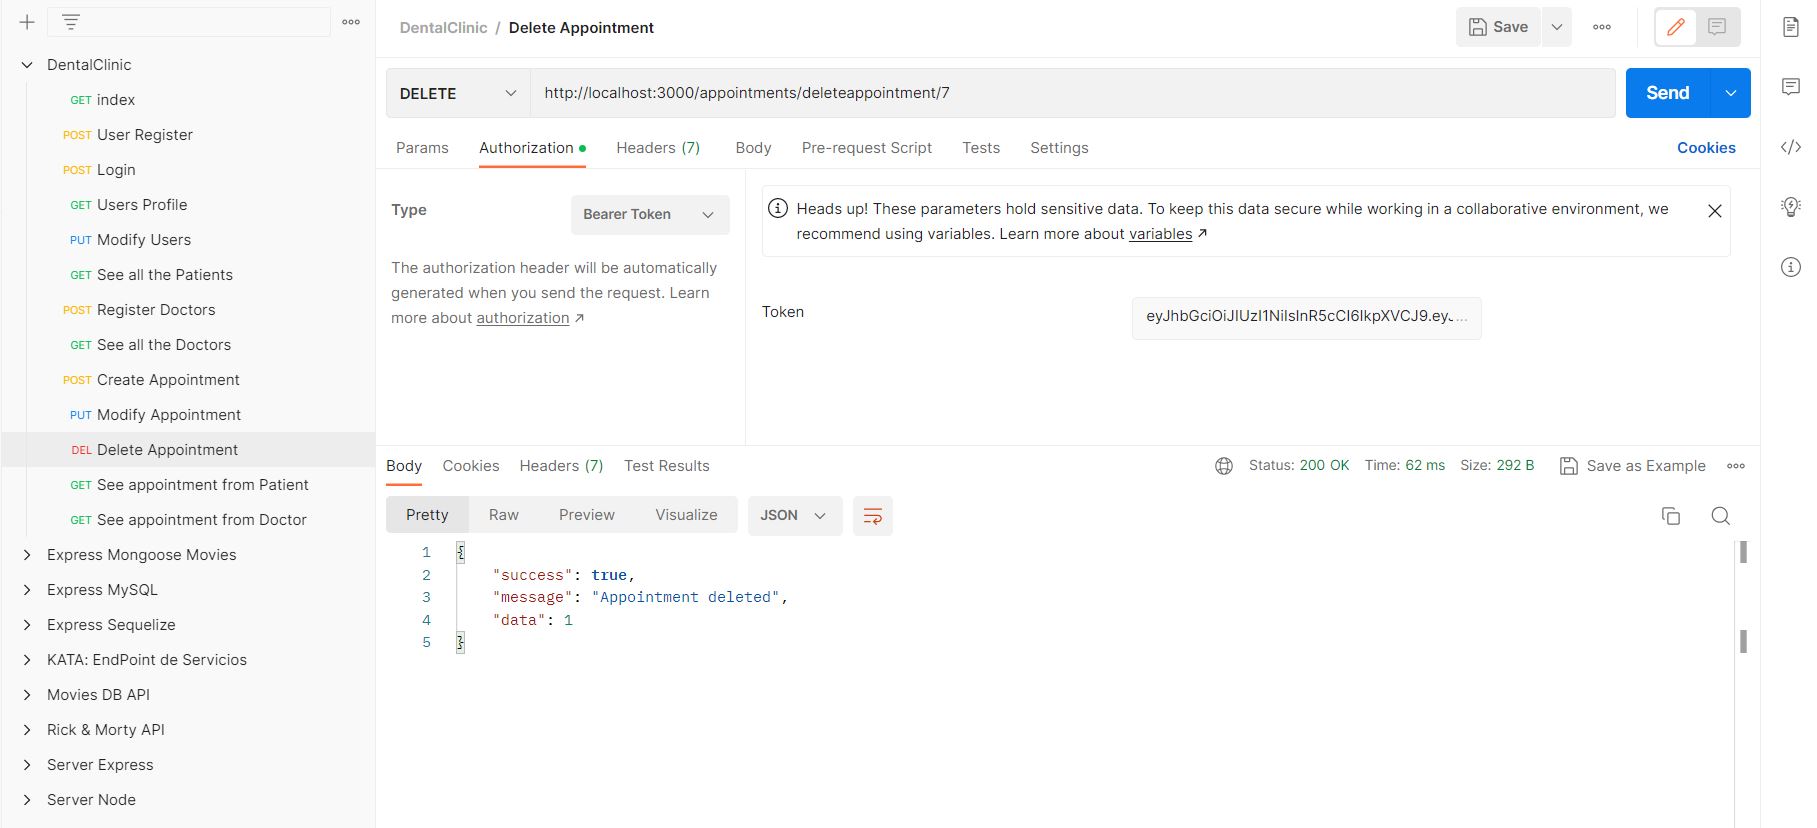 DentalClinic
GET index
POST User Register
POST Login
GET Users Profile
PUT Modify Users
GET See all the Patients
POST Register Doctors
GET See all the Doctors
POST Create Appointment
PUT Modify Appointment
DEL Delete Appointment
GET See appointment from Patient
GET See appointment from Doctor
Express Mongoose Movies
Express MySQL
Express Sequelize
KATA: EndPoint de Servicios
Movies DB API
Rick & Morty API
Server Express
Server Node
DentalClinic / Delete Appointment
Save
DELETE http://localhost:3000/appointments/deleteappointment/7
Send
Params Authorization Headers (7) Body Pre-request Script Tests Settings
Cookies
Type Bearer Token
The authorization header will be automatically
generated when you send the request. Learn
more about authorization ↗
Heads up! These parameters hold sensitive data. To keep this data secure while working in a collaborative environment, we
recommend using variables. Learn more about variables ↗
Token eyJhbGciOiJIUzI1NiIsInR5cCI6IkpXVCJ9.eyJ...
Body Cookies Headers (7) Test Results
Status: 200 OK Time: 62 ms Size: 292 B Save as Example
Pretty Raw Preview Visualize JSON
1 {
2 "success": true,
3 "message": "Appointment deleted",
4 "data": 1
5 }